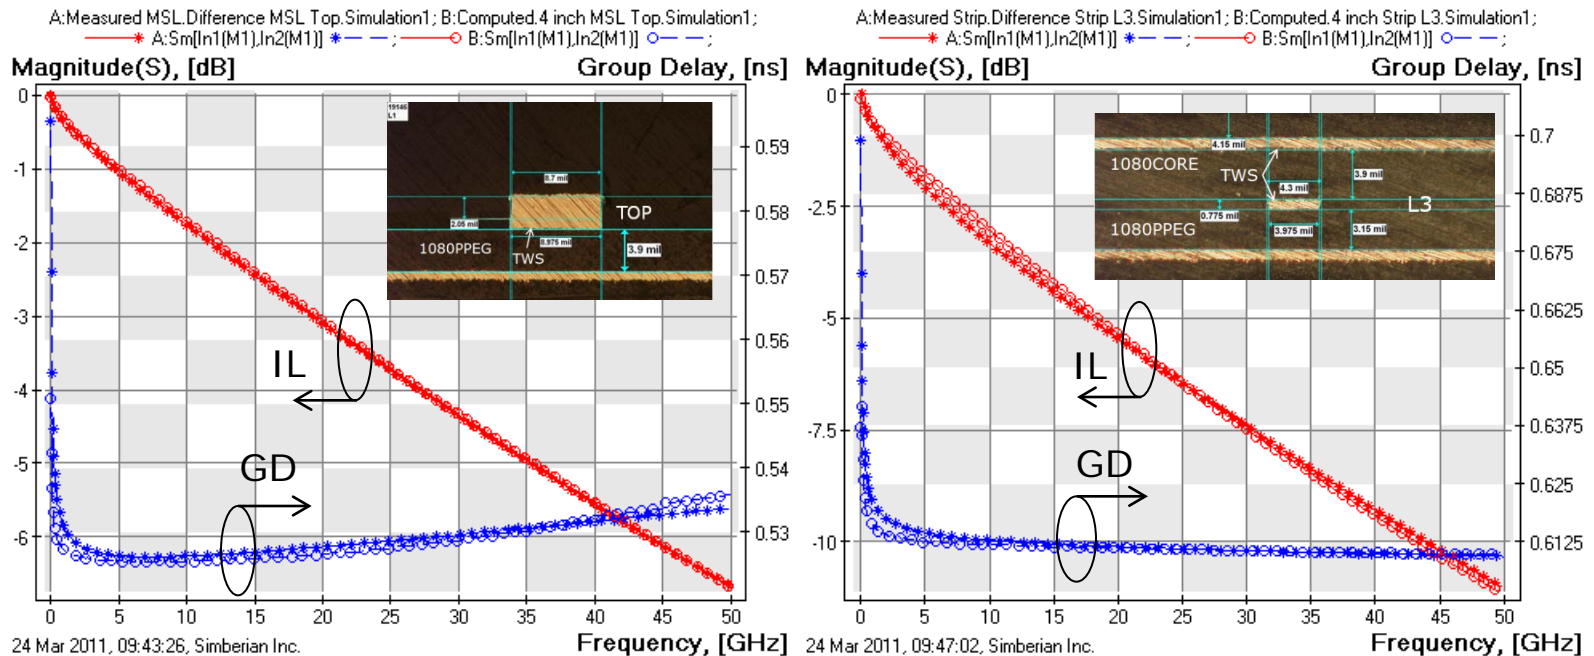 A:Measured MSL.Difference MSL Top.Simulation1; B:Computed.4 inch MSL Top.Simulation1;
A:Sm[In1(M1),In2(M1)] ; B:Sm[In1(M1),In2(M1)] ;
Magnitude(S), [dB] Group Delay, [ns]
0
-1
-2
-3
-4
-5
-6
0.59
0.58
0.57
0.56
0.55
0.54
0.53
19146
L1
8.7 mil
2.05 mil
TOP
1080PPEG
8.975 mil
TWS
3.9 mil
IL
GD
0 5 10 15 20 25 30 35 40 45 50
Frequency, [GHz]
24 Mar 2011, 09:43:26, Simberian Inc.
A:Measured Strip.Difference Strip L3.Simulation1; B:Computed.4 inch Strip L3.Simulation1;
A:Sm[In1(M1),In2(M1)] ; B:Sm[In1(M1),In2(M1)] ;
Magnitude(S), [dB] Group Delay, [ns]
0
-2.5
-5
-7.5
-10
0.7
0.6875
0.675
0.6625
0.65
0.6375
0.625
0.6125
4.15 mil
1080CORE
TWS
3.9 mil
4.3 mil
L3
0.775 mil
1080PPEG
3.975 mil
3.15 mil
IL
GD
0 5 10 15 20 25 30 35 40 45 50
Frequency, [GHz]
24 Mar 2011, 09:47:02, Simberian Inc.